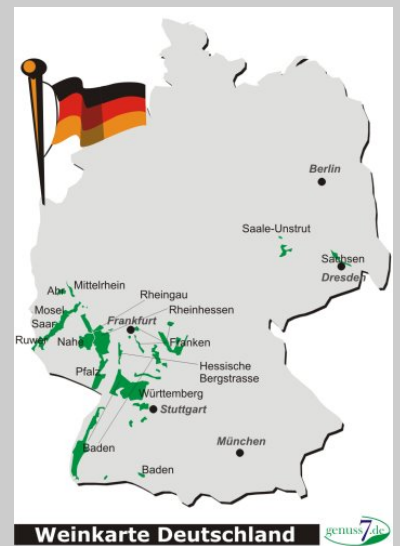 Berlin
Saale-Unstrut
Sachsen
Dresden
Ahr
Mittelrhein
Rheingau
Mosel
Rheinhessen
Saar
Frankfurt
Ruwer
Nahe
Franken
Hessische
Bergstrasse
Pfalz
Württemberg
Stuttgart
Baden
München
Baden
Weinkarte Deutschland
genuss7.de